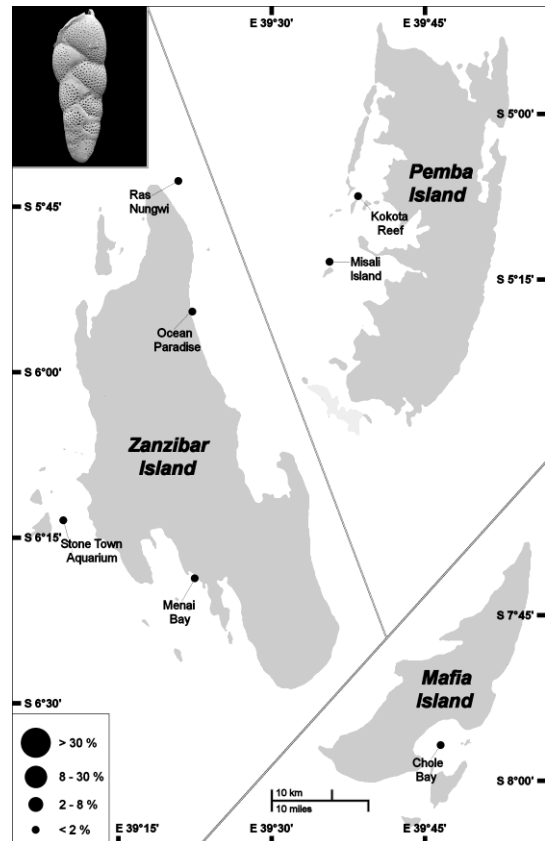 E 39°30'
E 39°45'
S 5°00'
Pemba
Island
Ras
Nungwi
S 5°45'
Kokota
Reef
Misali
Island
S 5°15'
Ocean
Paradise
S 6°00'
Zanzibar
Island
S 6°15'
Stone Town
Aquarium
Menai
Bay
S 7°45'
Mafia
Island
S 6°30'
Chole
Bay
> 30 %
8 - 30 %
2 - 8 %
< 2 %
10 km
10 miles
S 8°00'
E 39°15'
E 39°30'
E 39°45'